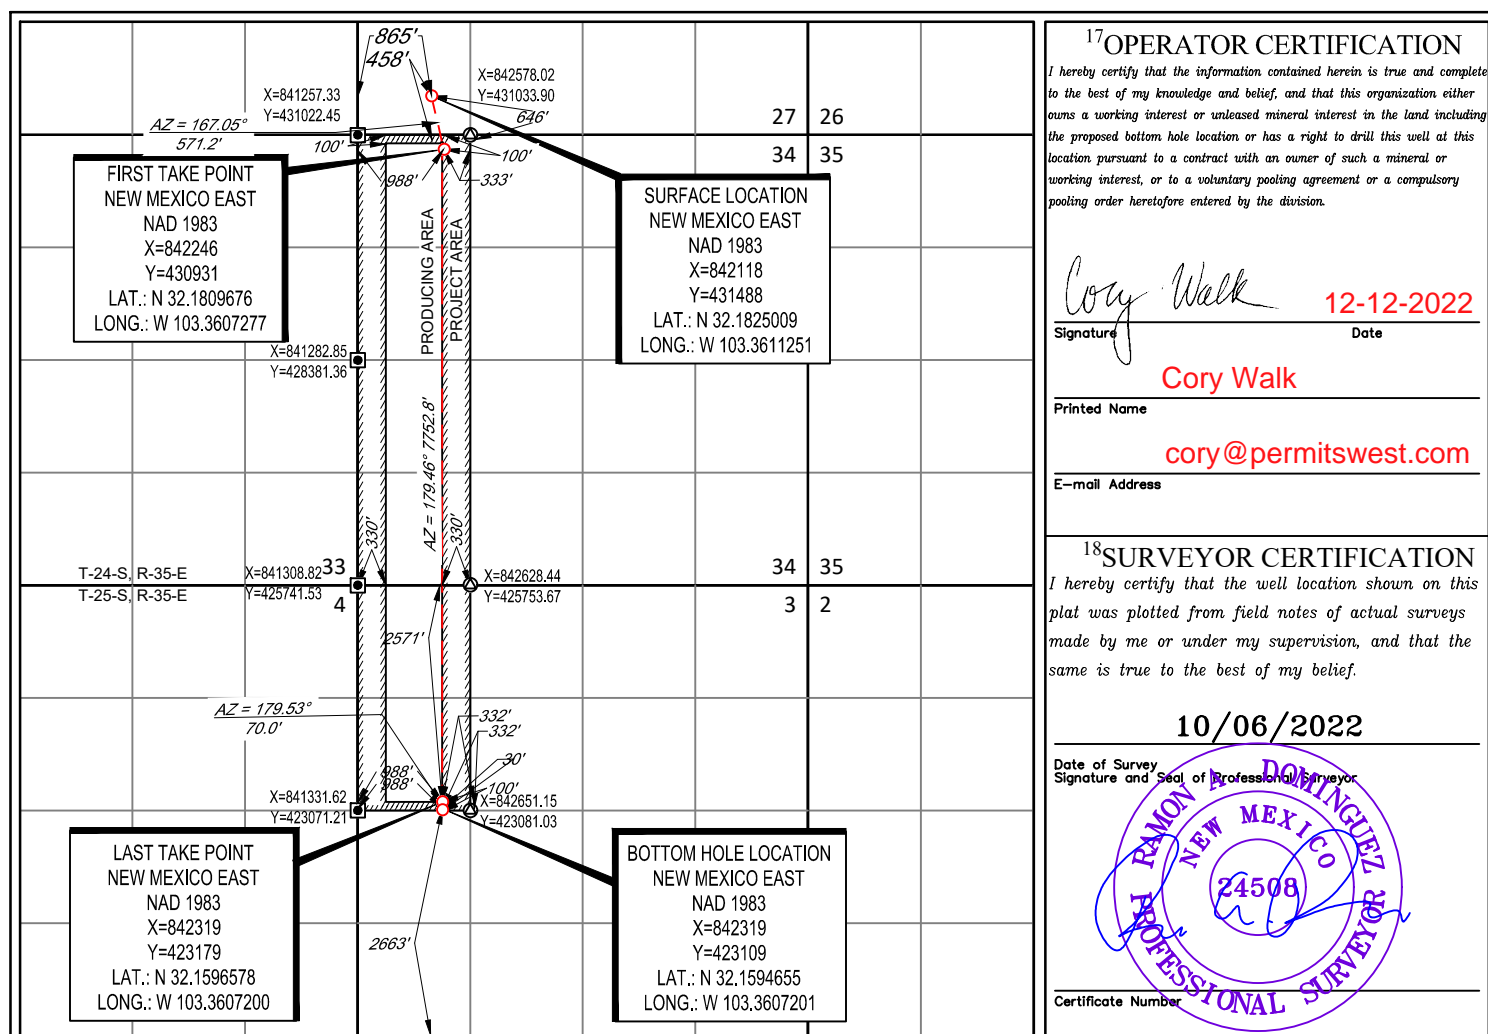 865'
458'
X=842578.02
Y=431033.90
X=841257.33
Y=431022.45
646'
27 26
AZ = 167.05°
571.2'
100'
100'
34 35
988'
333'
FIRST TAKE POINT
NEW MEXICO EAST
NAD 1983
X=842246
Y=430931
LAT.: N 32.1809676
LONG.: W 103.3607277
SURFACE LOCATION
NEW MEXICO EAST
NAD 1983
X=842118
Y=431488
LAT.: N 32.1825009
LONG.: W 103.3611251
PRODUCING AREA
PROJECT AREA
X=841282.85
Y=428381.36
AZ = 179.46° 7752.8'
330'
330'
T-24-S, R-35-E
T-25-S, R-35-E
X=841308.82
Y=425741.53
33
4
X=842628.44
Y=425753.67
34 35
3 2
2571'
AZ = 179.53°
70.0'
332'
332'
30'
100'
988'
988'
X=841331.62
Y=423071.21
X=842651.15
Y=423081.03
LAST TAKE POINT
NEW MEXICO EAST
NAD 1983
X=842319
Y=423179
LAT.: N 32.1596578
LONG.: W 103.3607200
BOTTOM HOLE LOCATION
NEW MEXICO EAST
NAD 1983
X=842319
Y=423109
LAT.: N 32.1594655
LONG.: W 103.3607201
2663'
17 OPERATOR CERTIFICATION
I hereby certify that the information contained herein is true and complete
to the best of my knowledge and belief, and that this organization either
owns a working interest or unleased mineral interest in the land including
the proposed bottom hole location or has a right to drill this well at this
location pursuant to a contract with an owner of such a mineral or
working interest, or to a voluntary pooling agreement or a compulsory
pooling order heretofore entered by the division.
Cory Walk
12-12-2022
Signature Date
Cory Walk
Printed Name
cory@permitswest.com
E-mail Address
18 SURVEYOR CERTIFICATION
I hereby certify that the well location shown on this
plat was plotted from field notes of actual surveys
made by me or under my supervision, and that the
same is true to the best of my belief.
10/06/2022
Date of Survey
Signature and Seal of Professional Surveyor
RAMON A. DOMINGUEZ
NEW MEXICO
24508
PROFESSIONAL SURVEYOR
Certificate Number